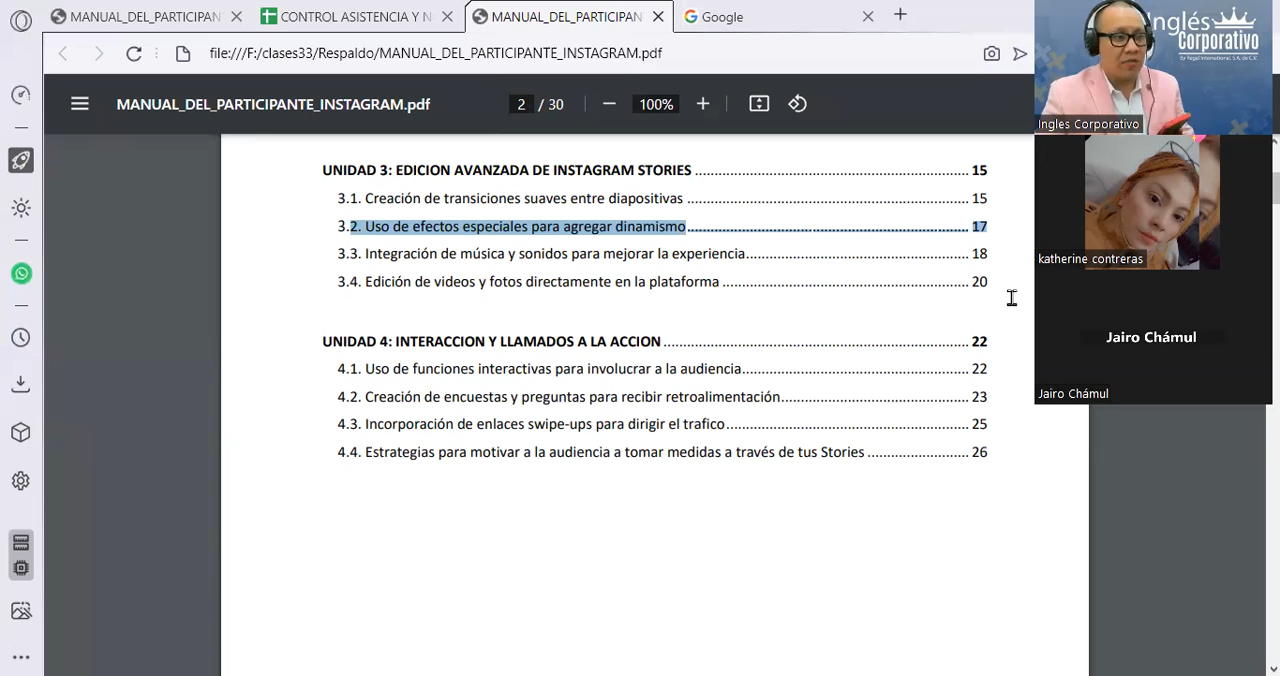 MANUAL_DEL_PARTICIPAN
CONTROL ASISTENCIA Y N
MANUAL_DEL_PARTICIPAN
Google
file:///F:/clases33/Respaldo/MANUAL_DEL_PARTICIPANTE_INSTAGRAM.pdf
MANUAL_DEL_PARTICIPANTE_INSTAGRAM.pdf
2 / 30
100%
UNIDAD 3: EDICION AVANZADA DE INSTAGRAM STORIES 15
3.1. Creación de transiciones suaves entre diapositivas 15
3.2. Uso de efectos especiales para agregar dinamismo 17
3.3. Integración de música y sonidos para mejorar la experiencia 18
3.4. Edición de videos y fotos directamente en la plataforma 20
UNIDAD 4: INTERACCION Y LLAMADOS A LA ACCION 22
4.1. Uso de funciones interactivas para involucrar a la audiencia 22
4.2. Creación de encuestas y preguntas para recibir retroalimentación 23
4.3. Incorporación de enlaces swipe-ups para dirigir el trafico 25
4.4. Estrategias para motivar a la audiencia a tomar medidas a través de tus Stories 26
Inglés
Corporativo
By Regal International, S.A. de C.V.
Ingles Corporativo
katherine contreras
Jairo Chámul
Jairo Chámul